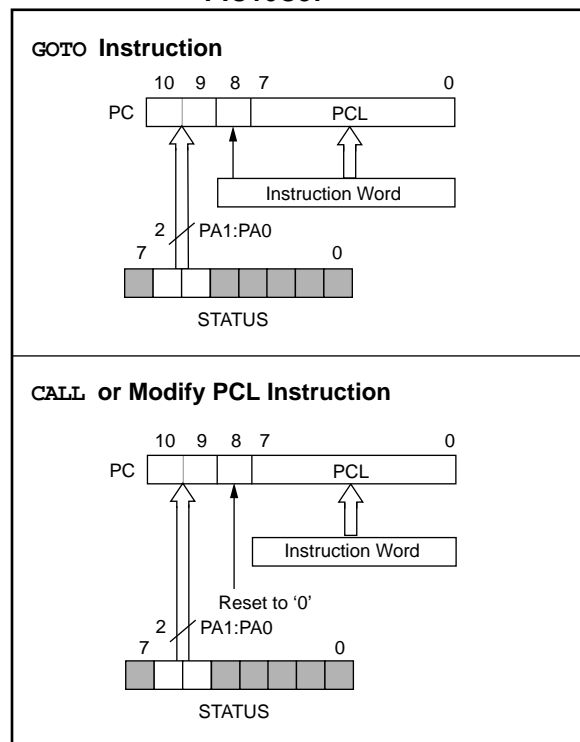 GOTO Instruction
10 9 8 7 0
PC PCL
Instruction Word
2 PA1:PA0
7 0
STATUS
CALL or Modify PCL Instruction
10 9 8 7 0
PC PCL
Instruction Word
Reset to ‘0’
2 PA1:PA0
7 0
STATUS